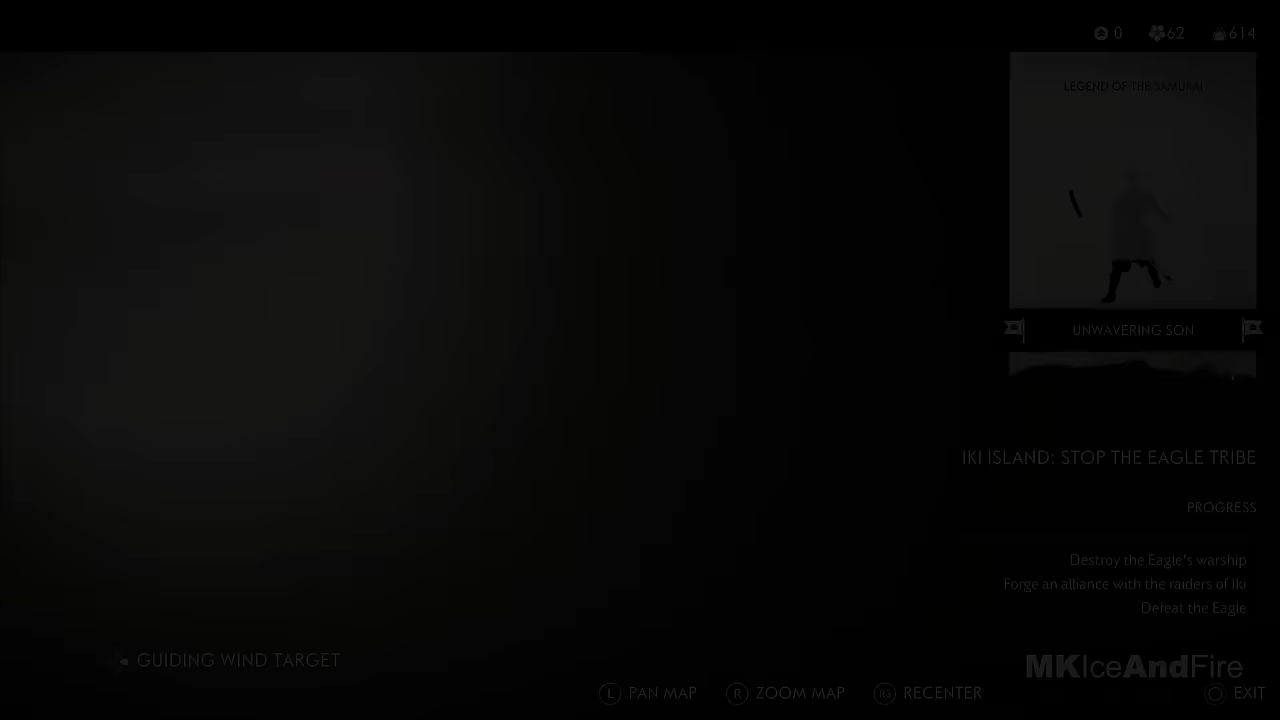 0 62 614
LEGEND OF THE SAMURAI
UNWAVERING SON
IKI ISLAND: STOP THE EAGLE TRIBE
PROGRESS
Destroy the Eagle's warship
Forge an alliance with the raiders of Iki
Defeat the Eagle
GUIDING WIND TARGET
MKIceAndFire
L PAN MAP R ZOOM MAP R3 RECENTER EXIT